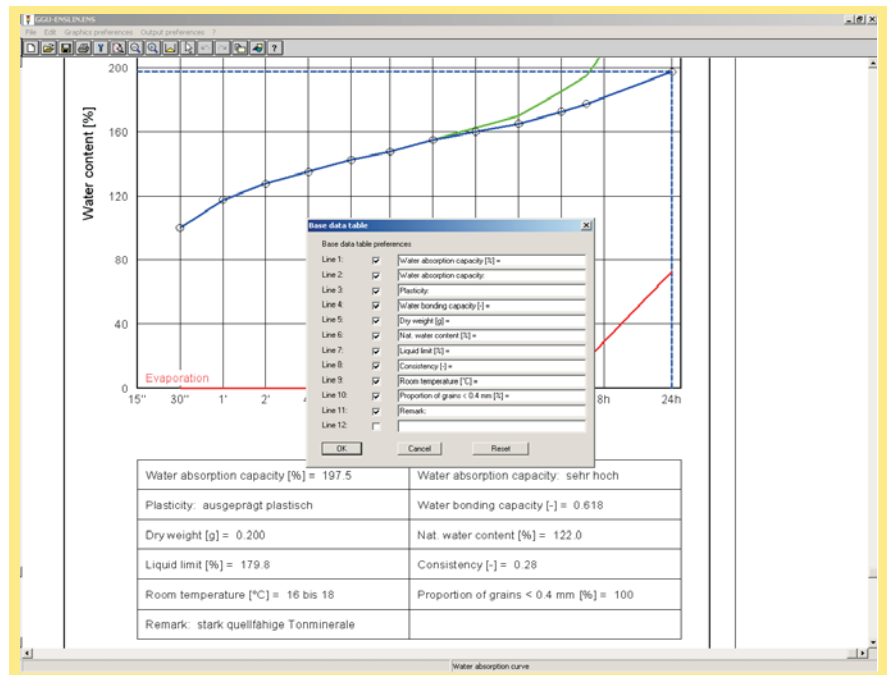 GGU-ENSLIN.ENS
File Edit Graphics preferences Output preferences ?
200
160
120
80
40
0
Water content [%]
Evaporation
15" 30" 1' 2' 4 8h 24h
Base data table
Base data table preferences
Line 1: Water absorption capacity [%] =
Line 2: Water absorption capacity:
Line 3: Plasticity:
Line 4: Water bonding capacity [-] =
Line 5: Dry weight [g] =
Line 6: Nat. water content [%] =
Line 7: Liquid limit [%] =
Line 8: Consistency [-] =
Line 9: Room temperature [°C] =
Line 10: Proportion of grains < 0.4 mm [%] =
Line 11: Remark:
Line 12:
OK Cancel Reset
Water absorption capacity [%] = 197.5 Water absorption capacity: sehr hoch
Plasticity: ausgeprägt plastisch Water bonding capacity [-] = 0.618
Dry weight [g] = 0.200 Nat. water content [%] = 122.0
Liquid limit [%] = 179.8 Consistency [-] = 0.28
Room temperature [°C] = 16 bis 18 Proportion of grains < 0.4 mm [%] = 100
Remark: stark quellfähige Tonminerale
Water absorption curve